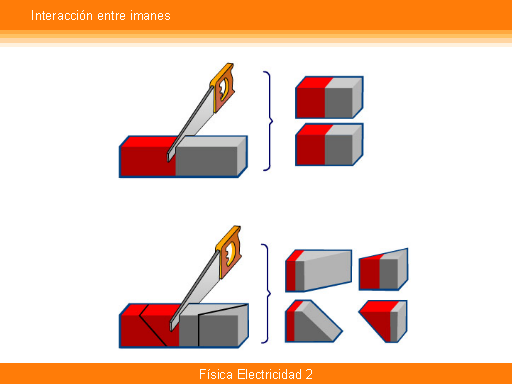 Interacción entre imanes
Física Electricidad 2